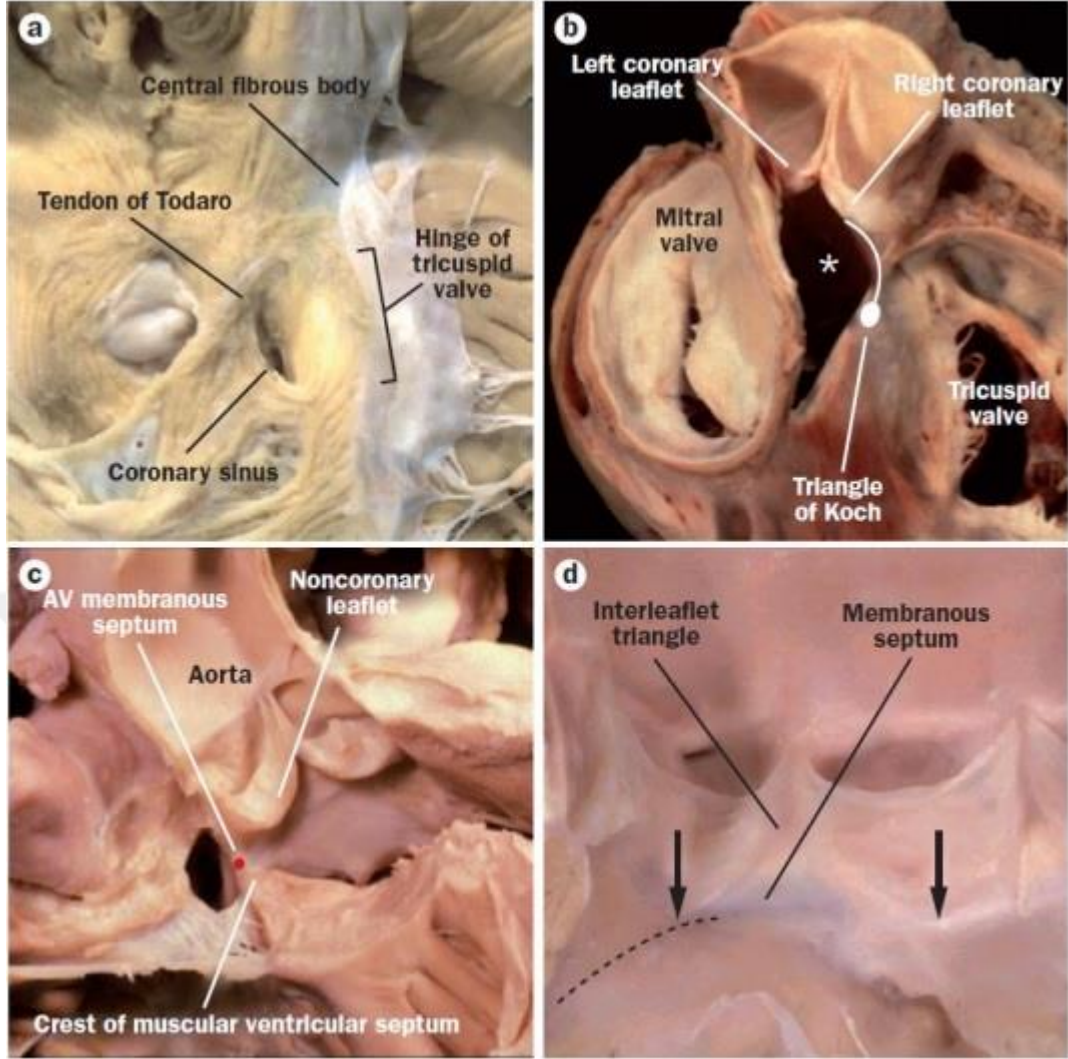 a
Central fibrous body
Tendon of Todaro
Hinge of
tricuspid
valve
Coronary sinus
b
Left coronary
leaflet
Right coronary
leaflet
Mitral
valve
*
Tricuspid
valve
Triangle
of Koch
c
AV membranous
septum
Noncoronary
leaflet
Aorta
Crest of muscular ventricular septum
d
Interleaflet
triangle
Membranous
septum